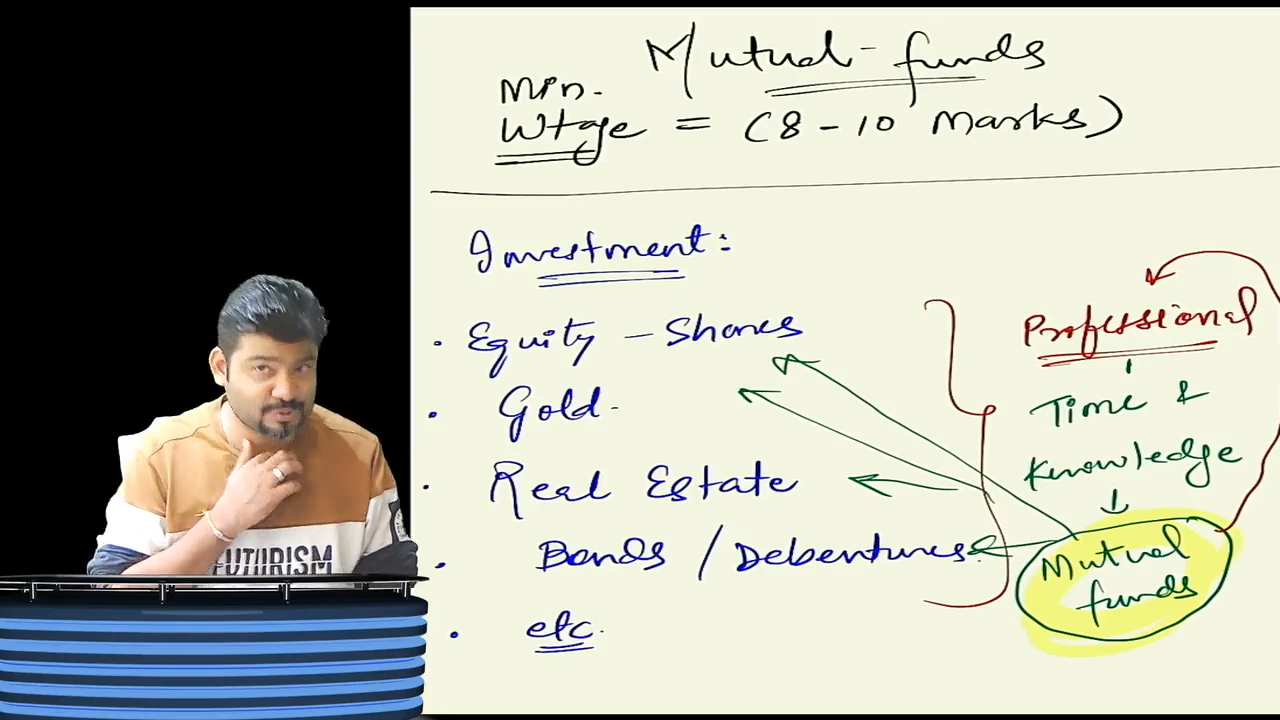 Mutual-funds
Min.
Wtage = (8-10 Marks)
Investment:
· Equity - Shares
· Gold.
· Real Estate
· Bonds / Debentures.
· etc.
Professional
Time &
Knowledge
Mutual
funds
FUTURISM